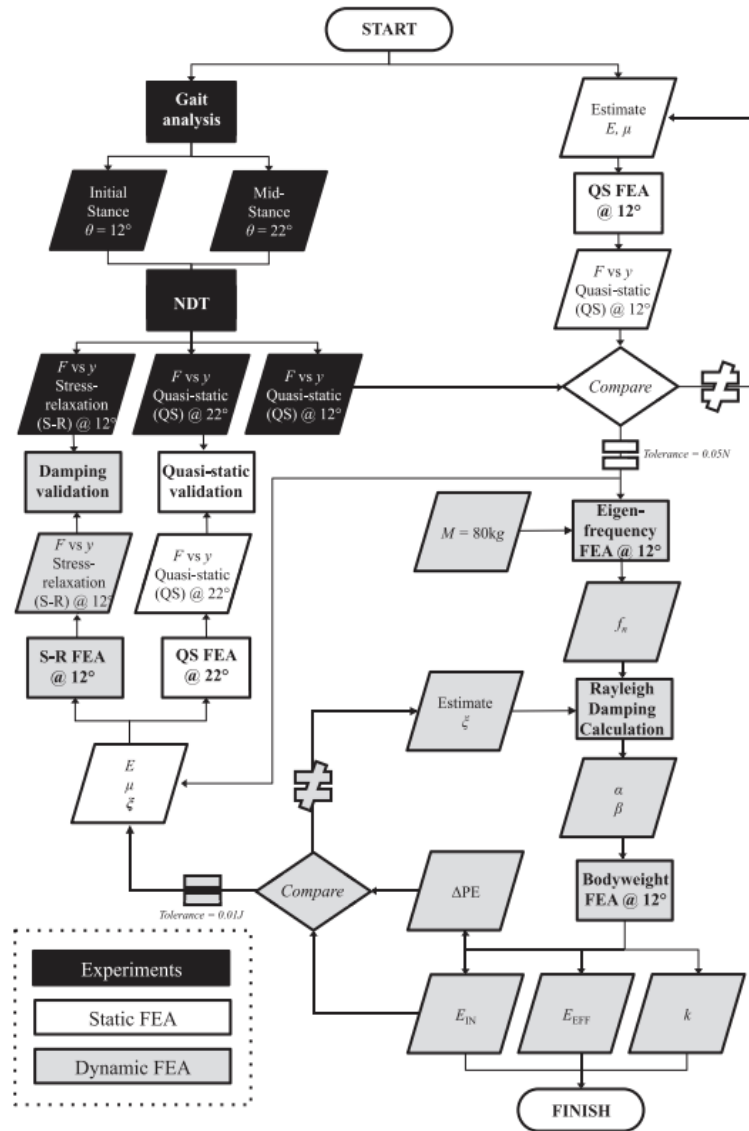 START
Gait
analysis
Estimate
E, μ
Initial
Stance
θ = 12°
Mid-
Stance
θ = 22°
QS FEA
@ 12°
NDT
F vs y
Quasi-static
(QS) @ 12°
F vs y
Stress-
relaxation
(S-R) @ 12°
F vs y
Quasi-static
(QS) @ 22°
F vs y
Quasi-static
(QS) @ 12°
Compare
≠
=
Tolerance = 0.05N
Damping
validation
Quasi-static
validation
M = 80kg
Eigen-
frequency
FEA @ 12°
F vs y
Stress-
relaxation
(S-R) @ 12°
F vs y
Quasi-static
(QS) @ 22°
fn
S-R FEA
@ 12°
QS FEA
@ 22°
Estimate
ξ
Rayleigh
Damping
Calculation
E
μ
ξ
≠
α
β
Compare
=
Tolerance = 0.01J
ΔPE
Bodyweight
FEA @ 12°
Experiments
Static FEA
Dynamic FEA
EIN
EEFF
k
FINISH